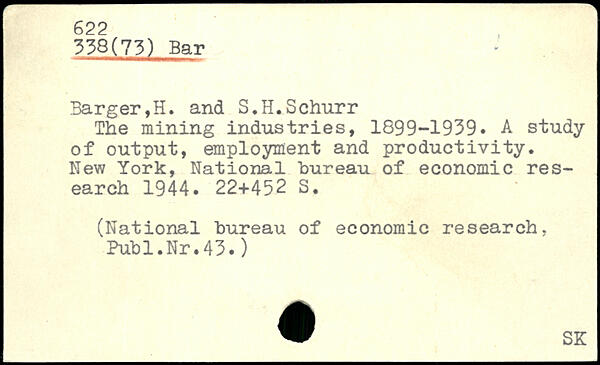 622
338(73) Bar
Barger,H. and S.H.Schurr
The mining industries, 1899-1939. A study
of output, employment and productivity.
New York, National bureau of economic res-
earch 1944. 22+452 S.
(National bureau of economic research,
Publ.Nr.43.)
SK